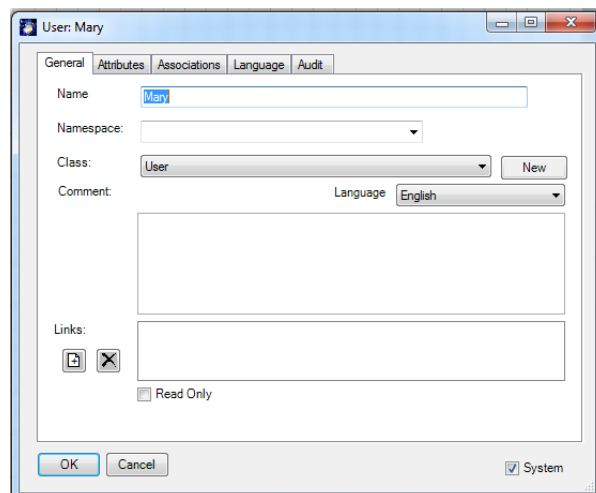 User: Mary
General Attributes Associations Language Audit
Name Mary
Namespace:
Class: User New
Comment: Language English
Links:
Read Only
OK Cancel System